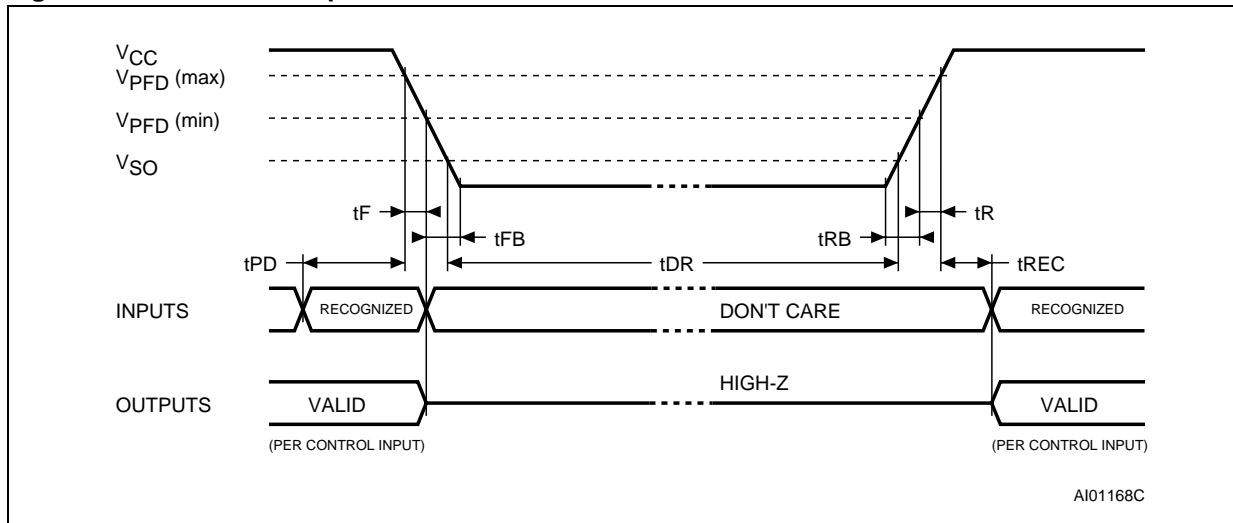 VCC
VPFD (max)
VPFD (min)
VSO
tF
tR
tFB
tRB
tPD
tDR
tREC
INPUTS
RECOGNIZED
DON'T CARE
RECOGNIZED
HIGH-Z
OUTPUTS
VALID
VALID
(PER CONTROL INPUT)
(PER CONTROL INPUT)
AI01168C